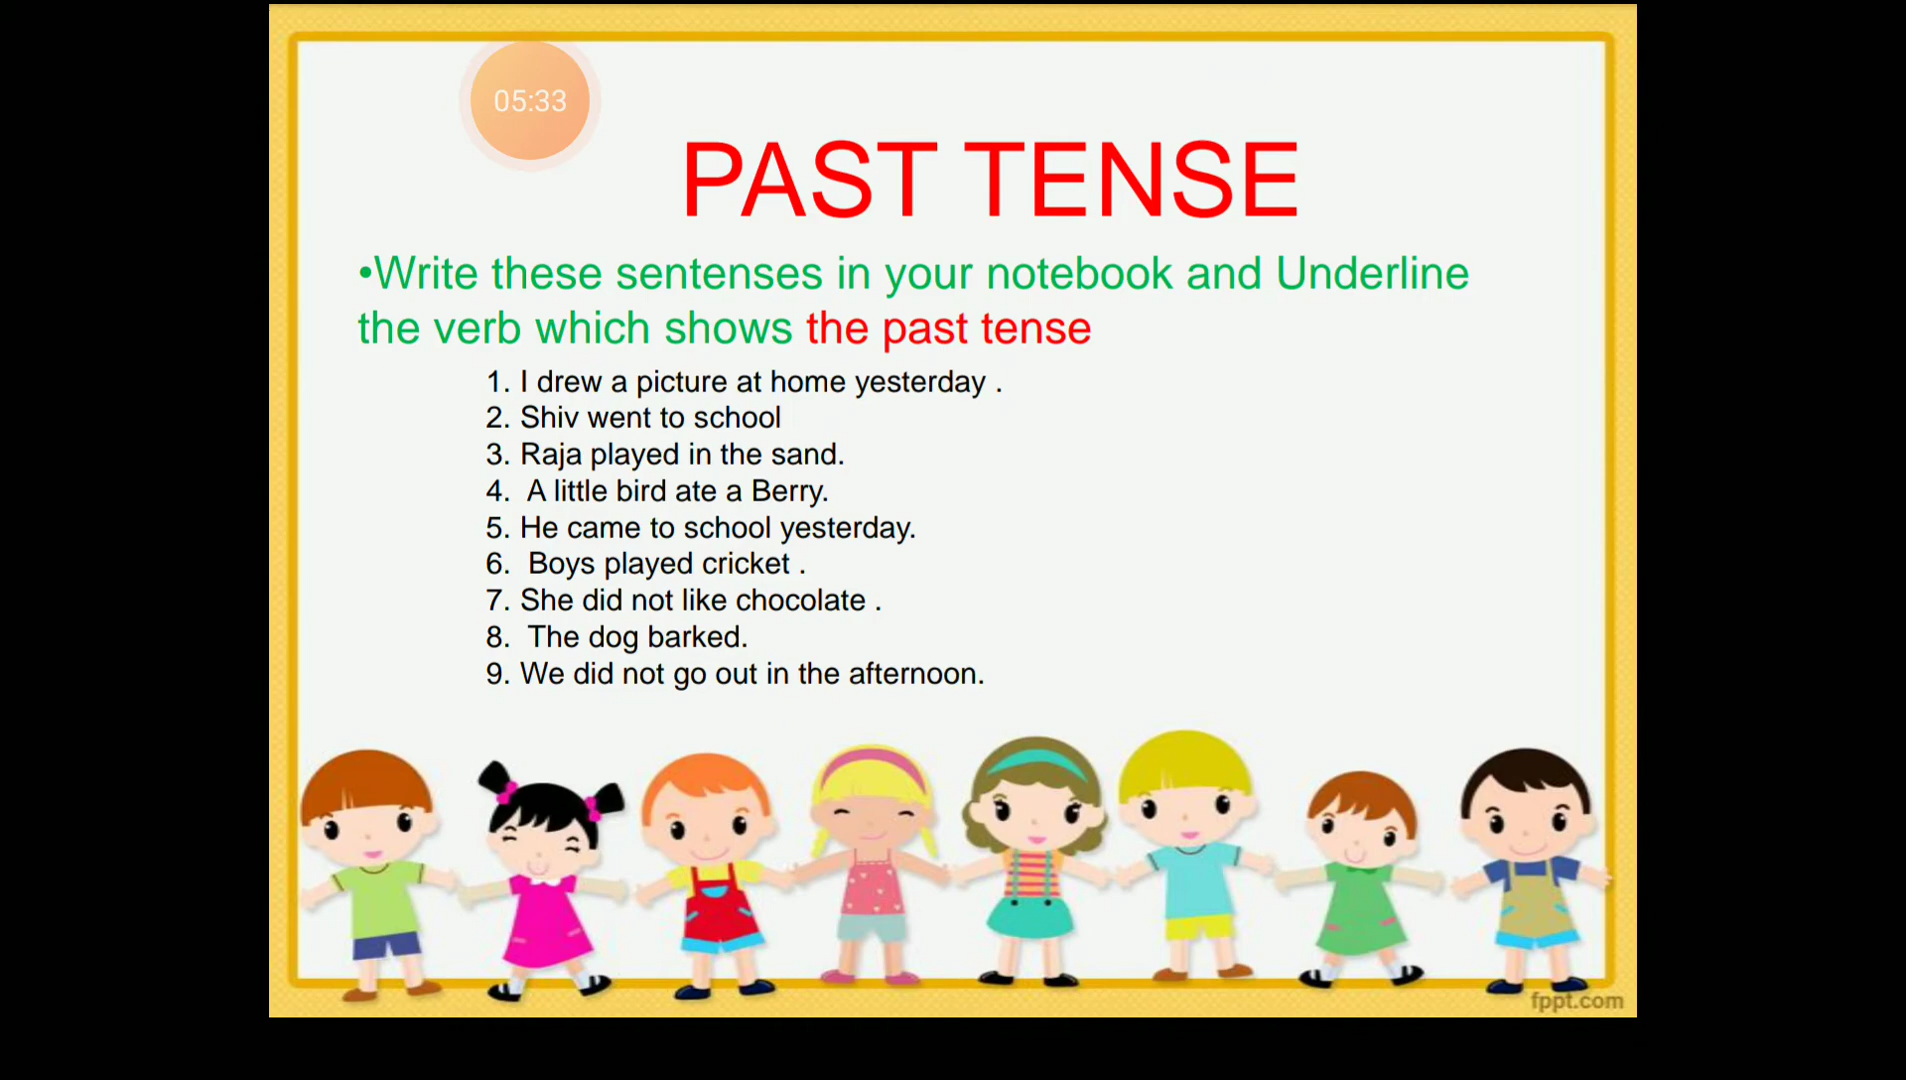 05:33
PAST TENSE
•Write these sentenses in your notebook and Underline
the verb which shows the past tense
1. I drew a picture at home yesterday .
2. Shiv went to school
3. Raja played in the sand.
4.  A little bird ate a Berry.
5. He came to school yesterday.
6.  Boys played cricket .
7. She did not like chocolate .
8.  The dog barked.
9. We did not go out in the afternoon.
fppt.com